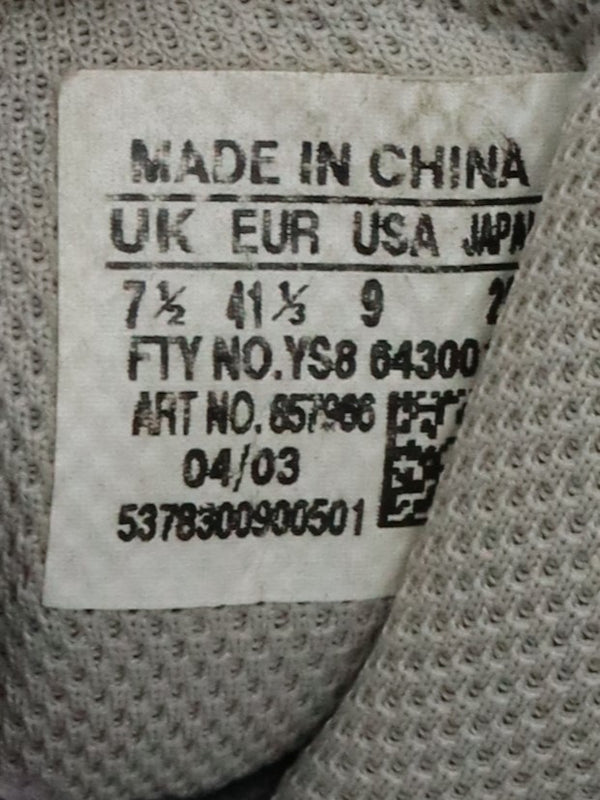 MADE IN CHINA
UK EUR USA
7½ 41⅓ 9
FTY NO.YS8 64300
ART NO. 657966
04/03
5378300900501